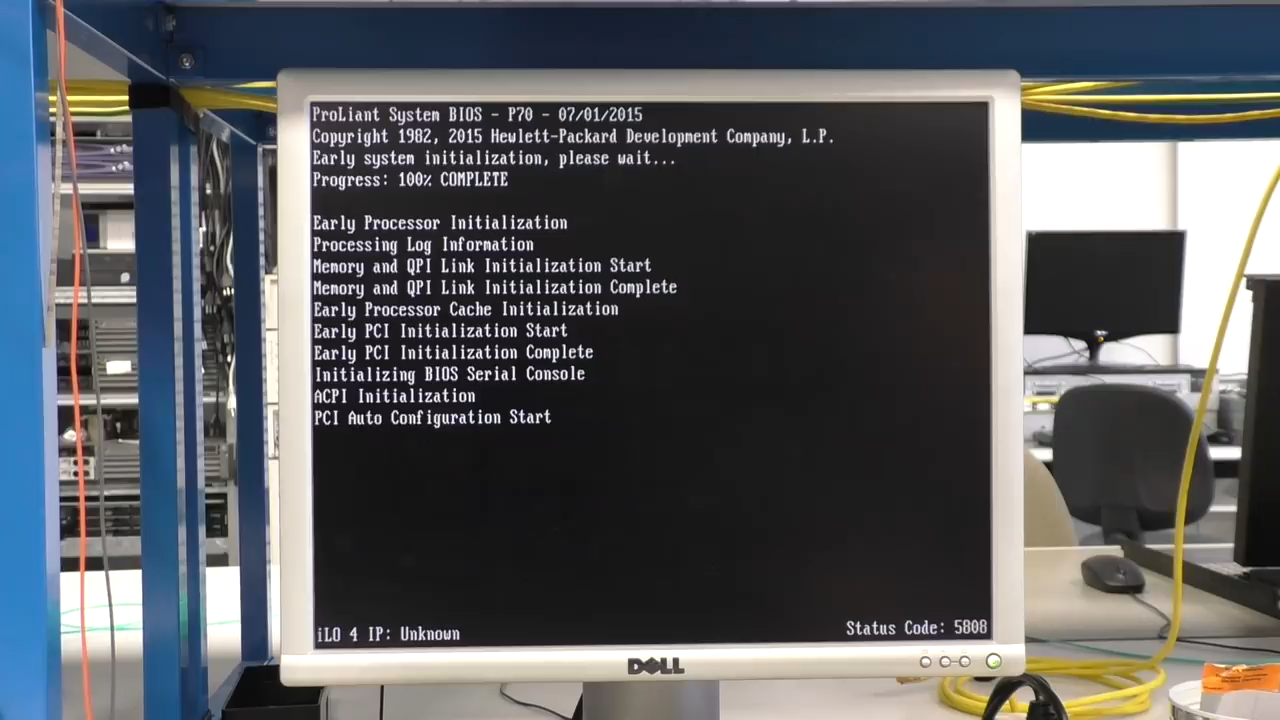 ProLiant System BIOS - P70 - 07/01/2015
Copyright 1982, 2015 Hewlett-Packard Development Company, L.P.
Early system initialization, please wait...
Progress: 100% COMPLETE
Early Processor Initialization
Processing Log Information
Memory and QPI Link Initialization Start
Memory and QPI Link Initialization Complete
Early Processor Cache Initialization
Early PCI Initialization Start
Early PCI Initialization Complete
Initializing BIOS Serial Console
ACPI Initialization
PCI Auto Configuration Start
iLO 4 IP: Unknown
Status Code: 5808
DELL